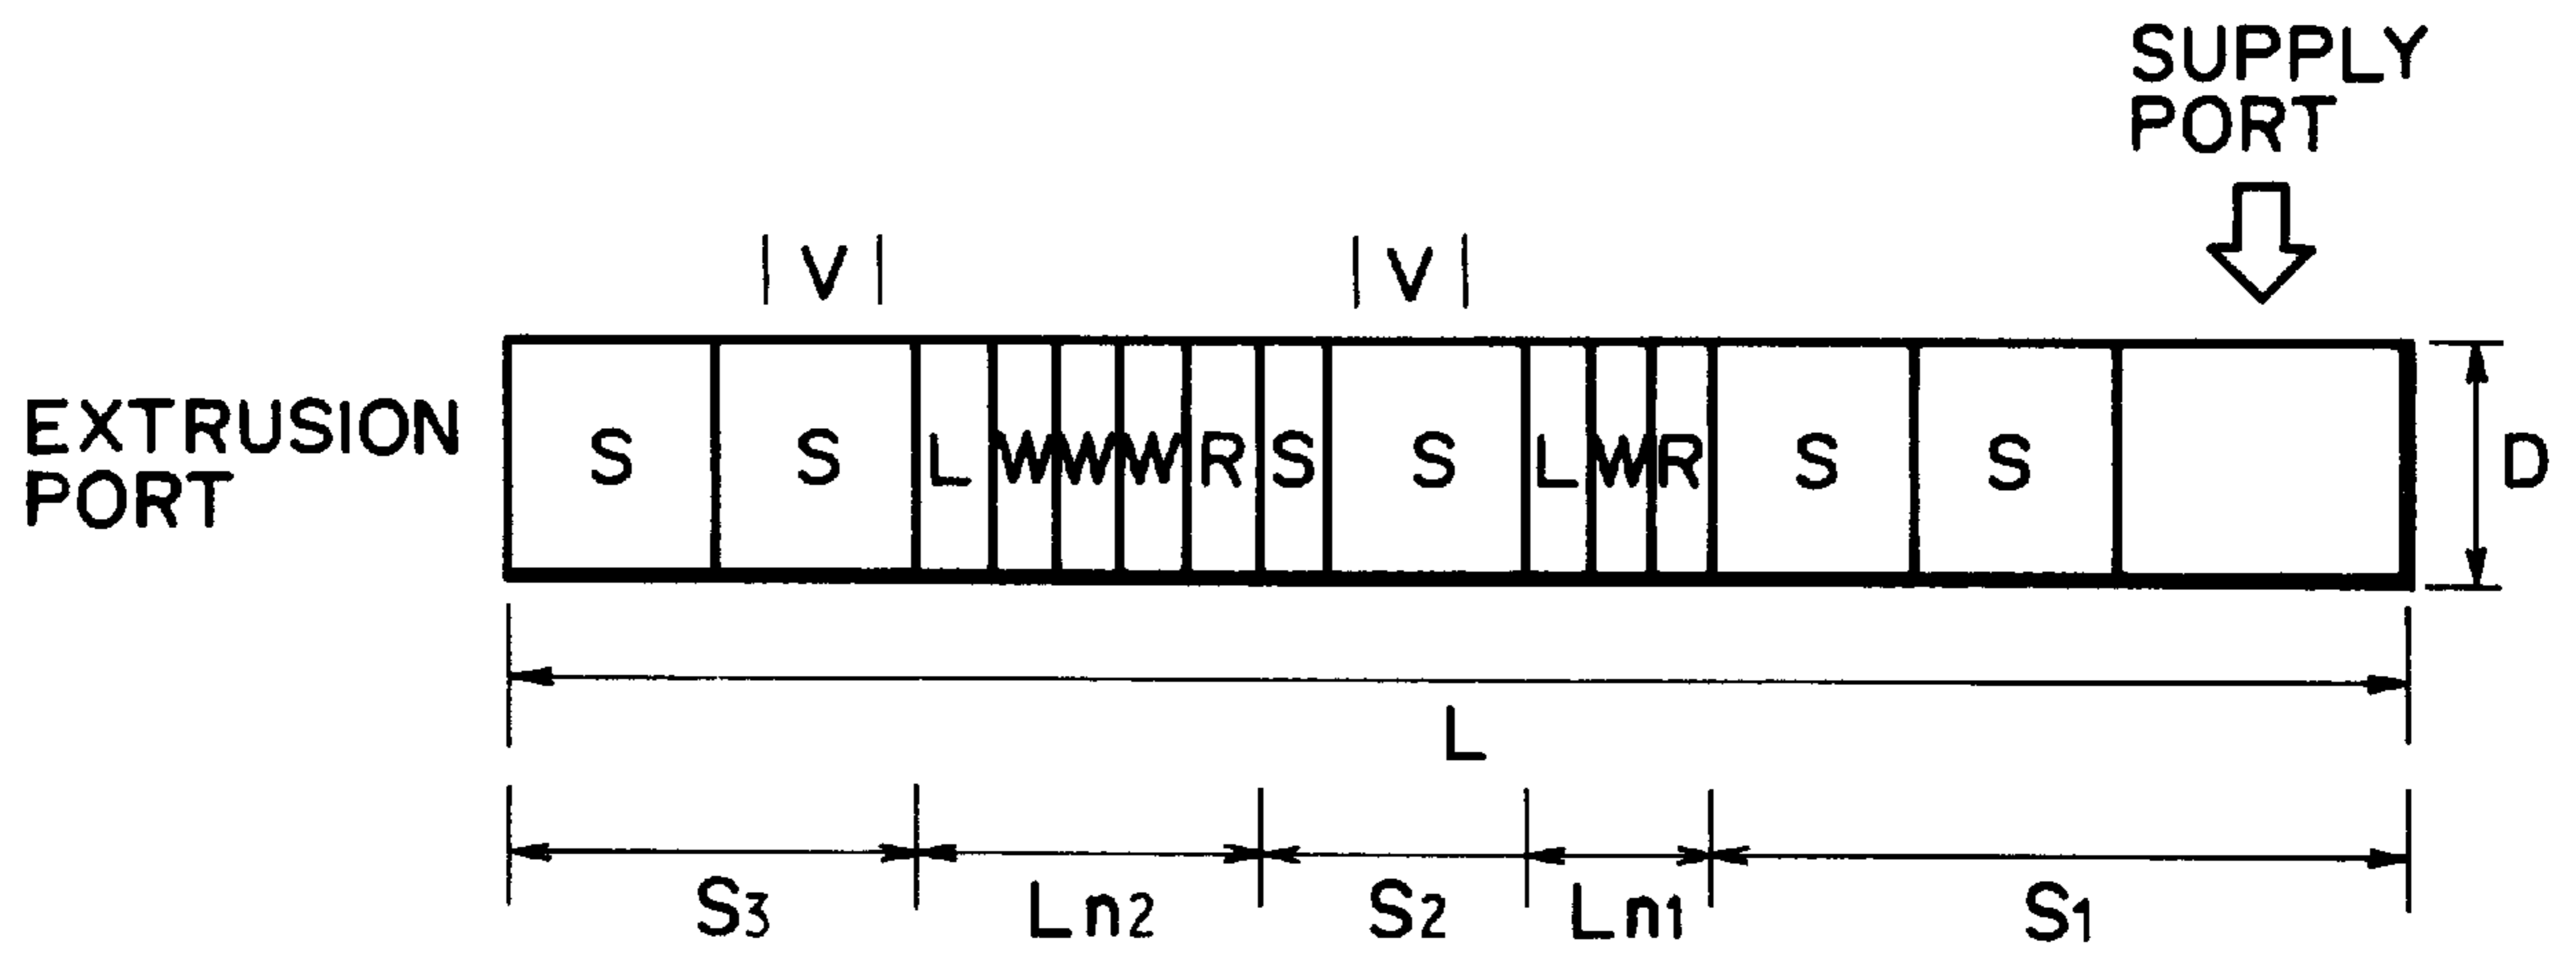 SUPPLY
PORT
V V
EXTRUSION
PORT
S S L W W W R S S L W R S S D
L
S3 Ln2 S2 Ln1 S1